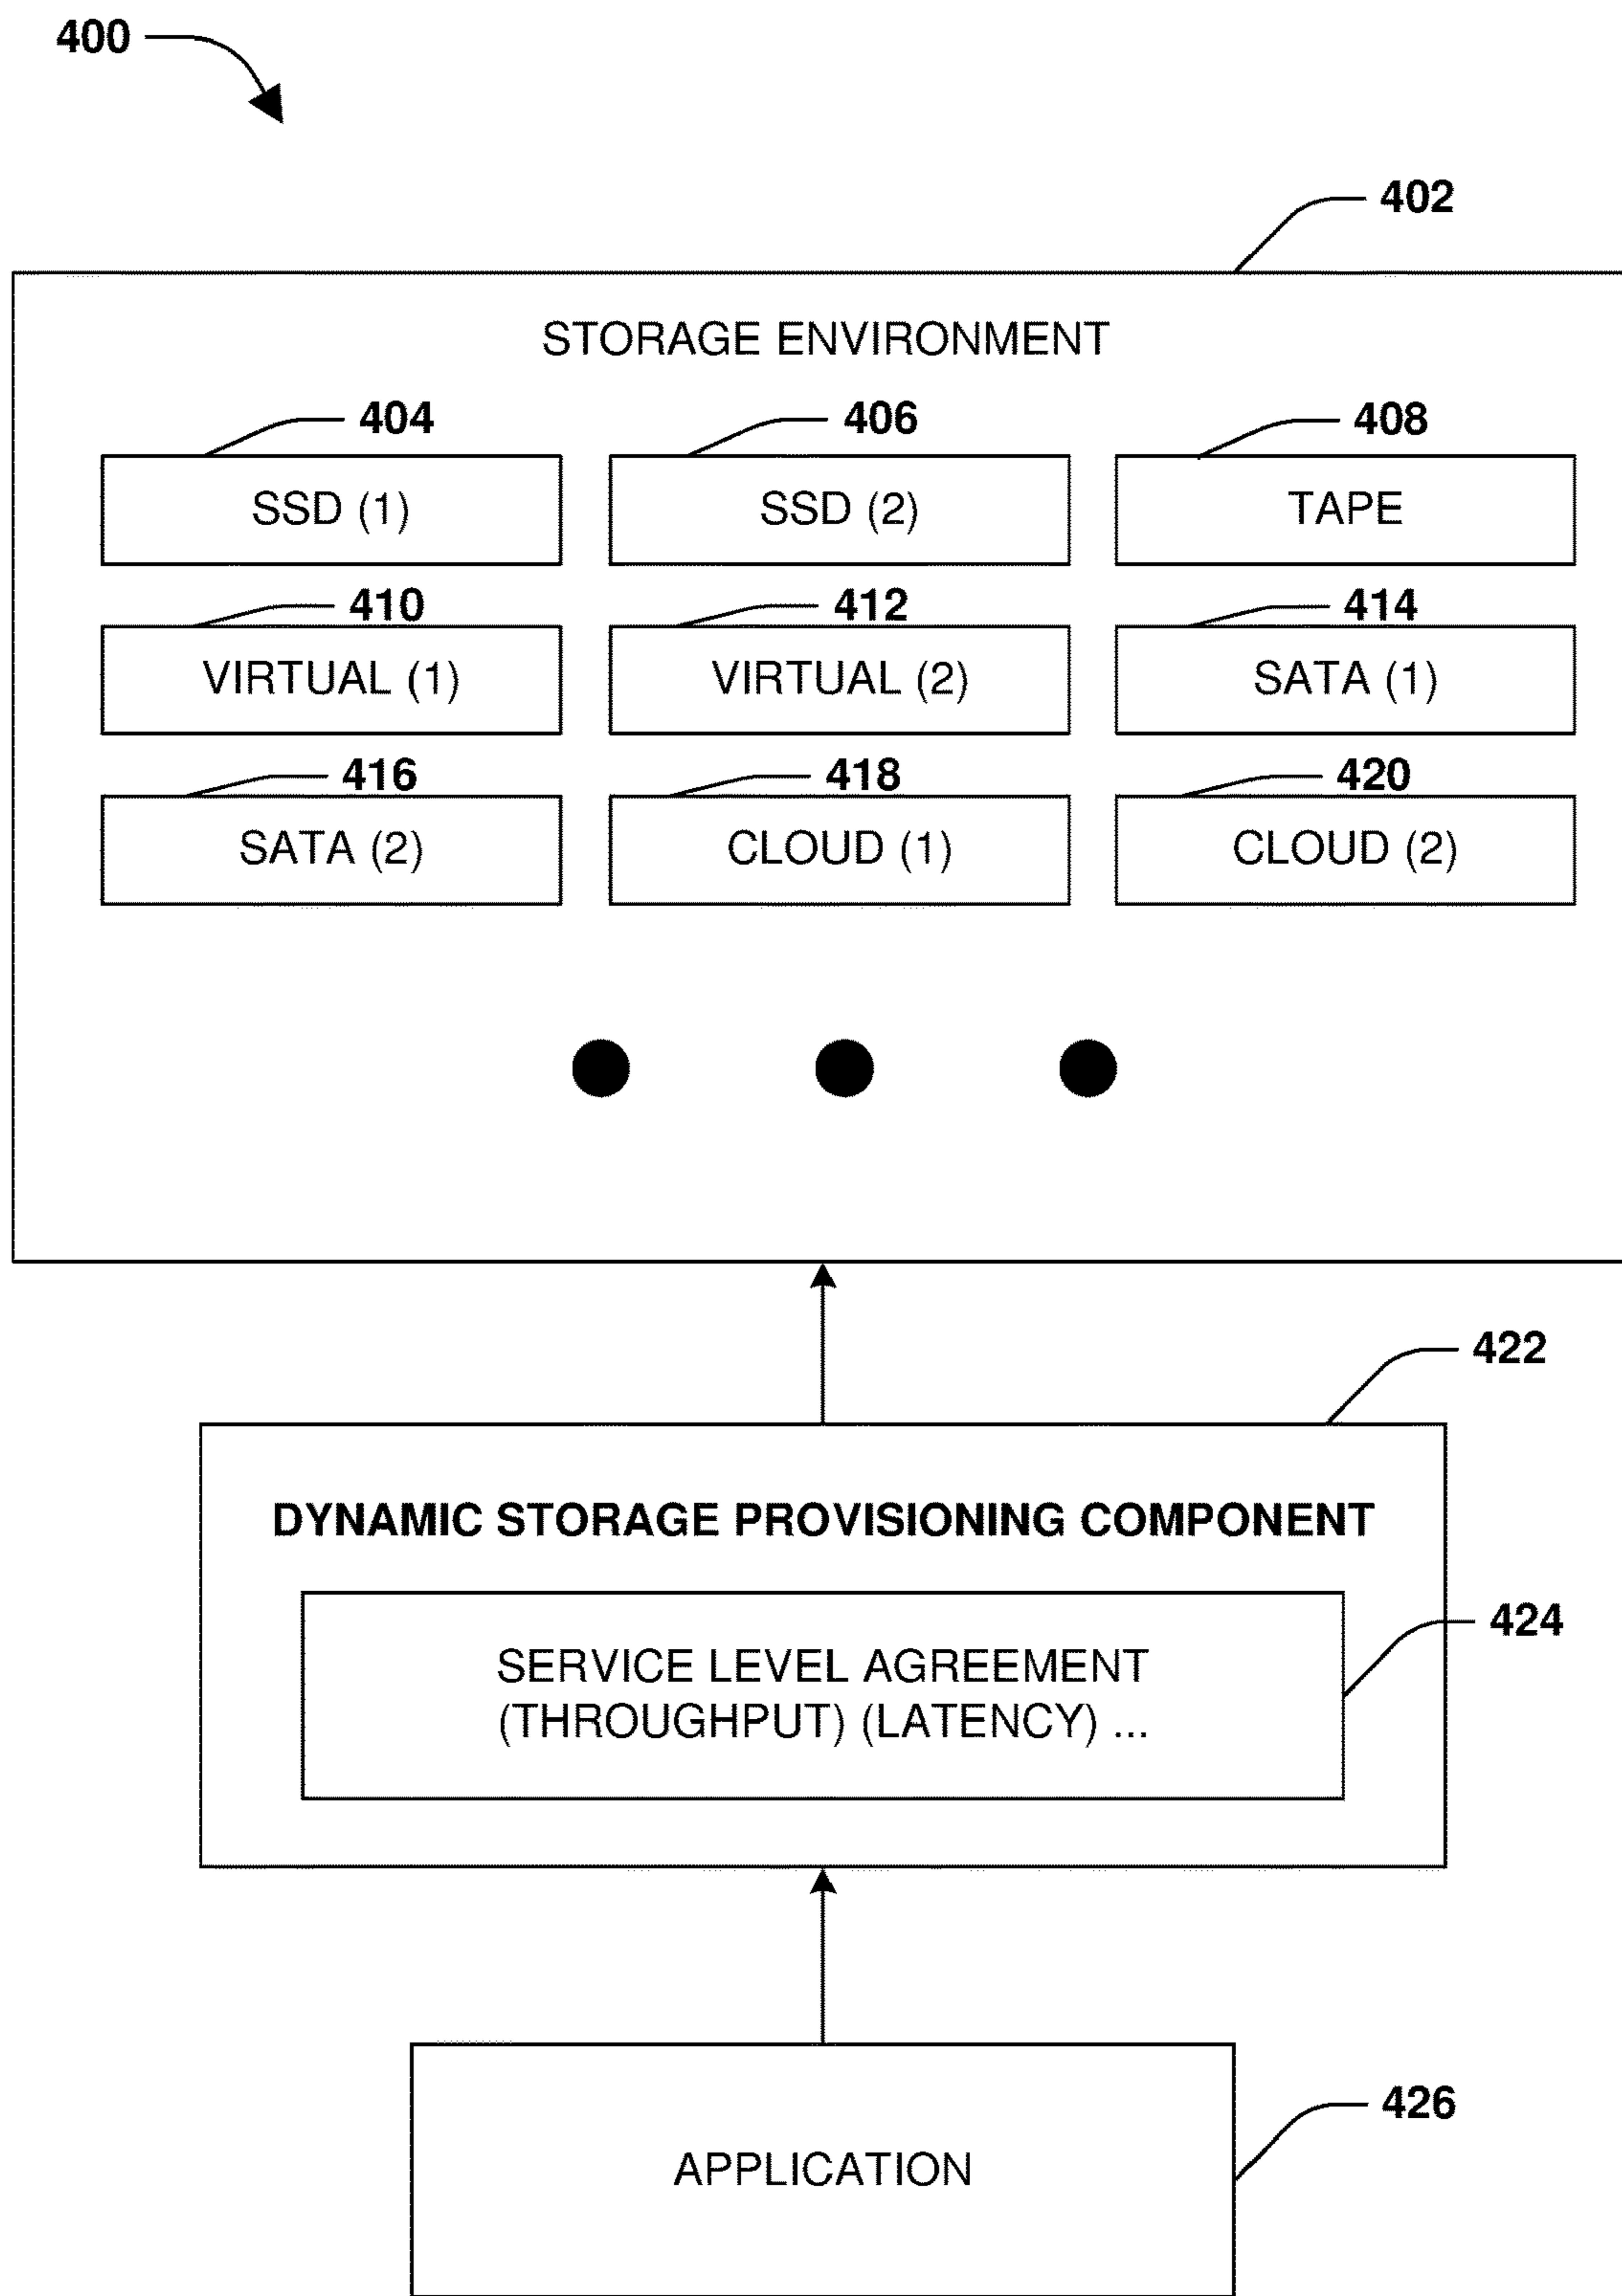 400
402
STORAGE ENVIRONMENT
404
406
408
SSD (1)
SSD (2)
TAPE
410
412
414
VIRTUAL (1)
VIRTUAL (2)
SATA (1)
416
418
420
SATA (2)
CLOUD (1)
CLOUD (2)
422
DYNAMIC STORAGE PROVISIONING COMPONENT
424
SERVICE LEVEL AGREEMENT
(THROUGHPUT) (LATENCY) ...
426
APPLICATION